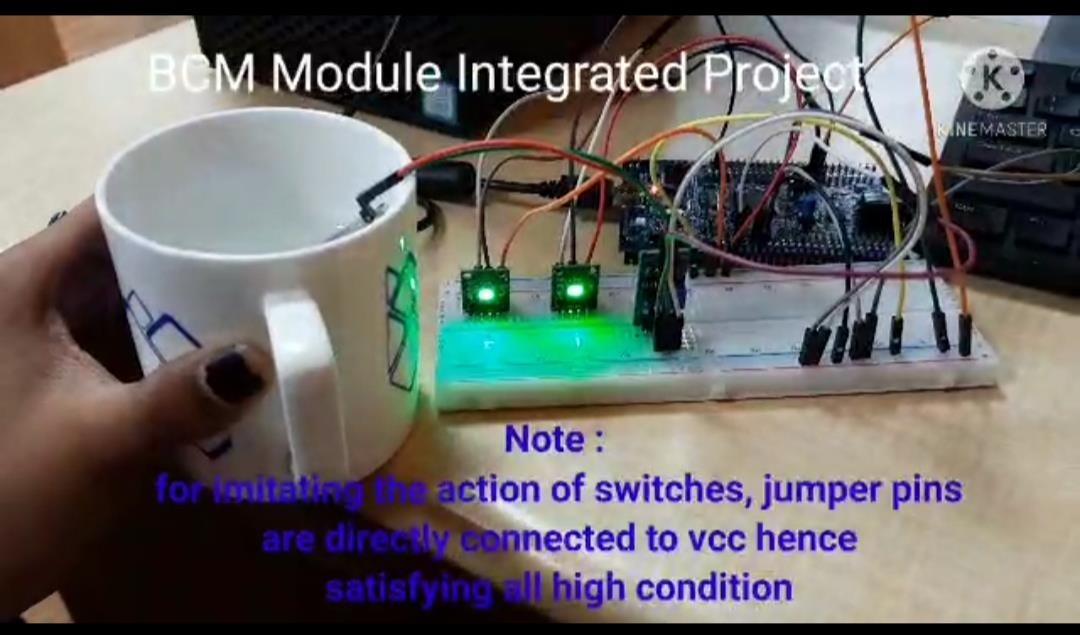 BCM Module Integrated Project
K
KINEMASTER
Note :
for imitating the action of switches, jumper pins
are directly connected to vcc hence
satisfying all high condition